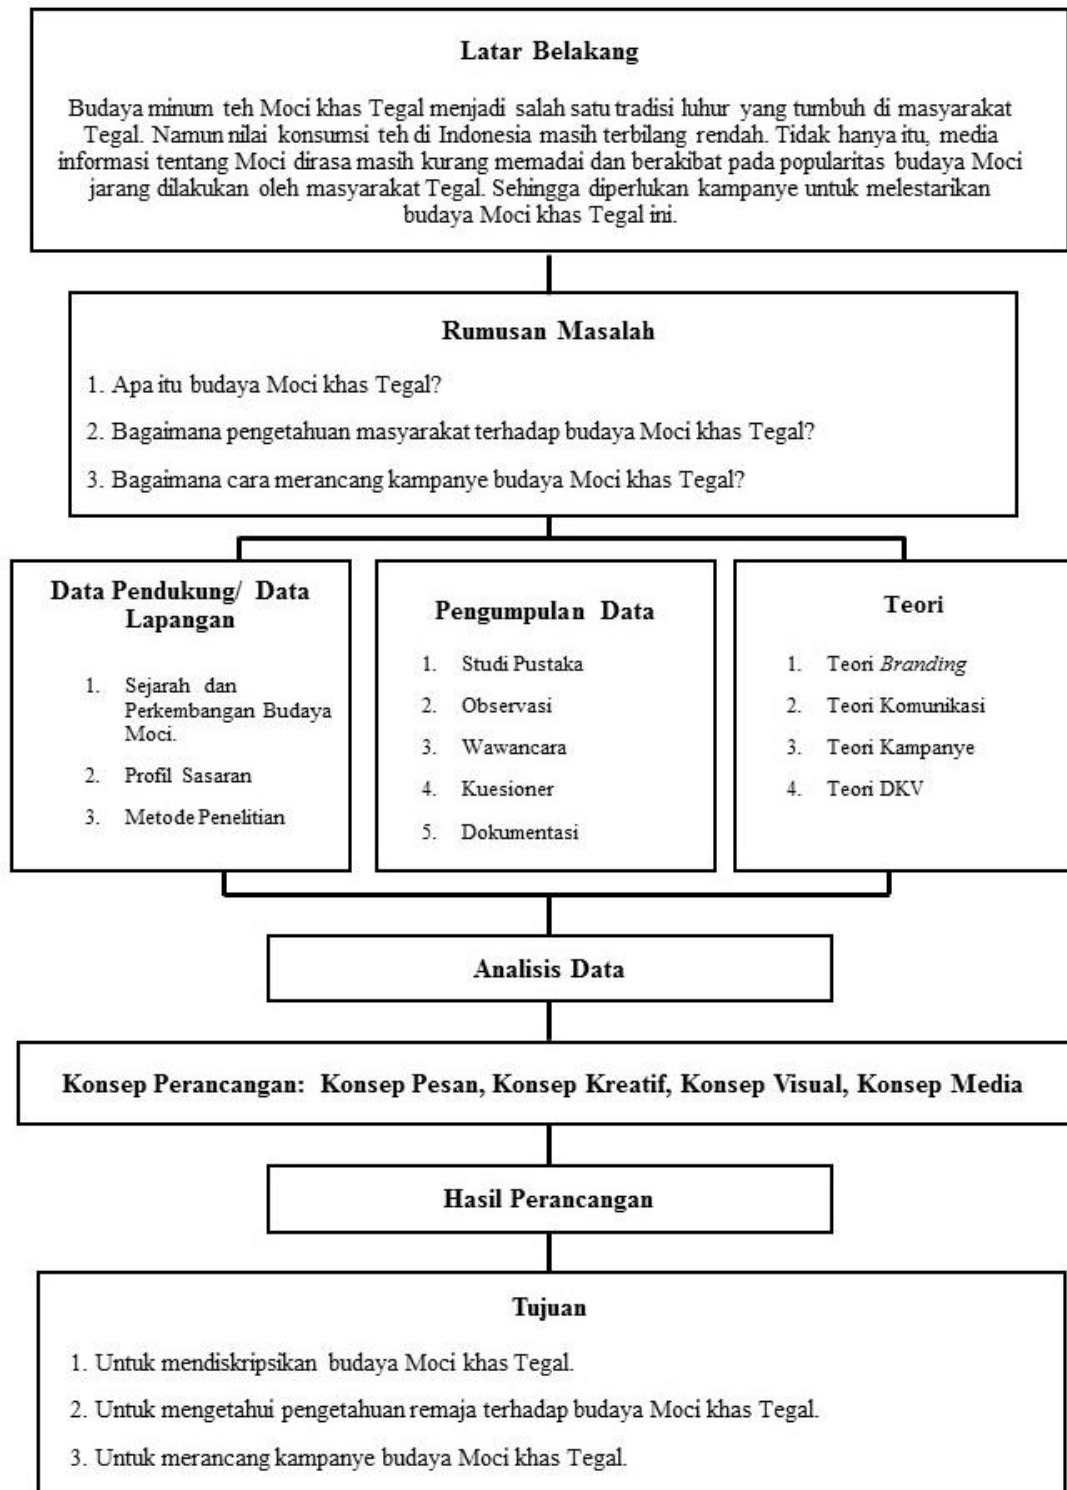 Latar Belakang
Budaya minum teh Moci khas Tegal menjadi salah satu tradisi luhur yang tumbuh di masyarakat
Tegal. Namun nilai konsumsi teh di Indonesia masih terbilang rendah. Tidak hanya itu, media
informasi tentang Moci dirasa masih kurang memadai dan berakibat pada popularitas budaya Moci
jarang dilakukan oleh masyarakat Tegal. Sehingga diperlukan kampanye untuk melestarikan
budaya Moci khas Tegal ini.
Rumusan Masalah
1. Apa itu budaya Moci khas Tegal?
2. Bagaimana pengetahuan masyarakat terhadap budaya Moci khas Tegal?
3. Bagaimana cara merancang kampanye budaya Moci khas Tegal?
Data Pendukung/ Data
Lapangan
1. Sejarah dan
Perkembangan Budaya
Moci.
2. Profil Sasaran
3. Metode Penelitian
Pengumpulan Data
1. Studi Pustaka
2. Observasi
3. Wawancara
4. Kuesioner
5. Dokumentasi
Teori
1. Teori Branding
2. Teori Komunikasi
3. Teori Kampanye
4. Teori DKV
Analisis Data
Konsep Perancangan: Konsep Pesan, Konsep Kreatif, Konsep Visual, Konsep Media
Hasil Perancangan
Tujuan
1. Untuk mendiskripsikan budaya Moci khas Tegal.
2. Untuk mengetahui pengetahuan remaja terhadap budaya Moci khas Tegal.
3. Untuk merancang kampanye budaya Moci khas Tegal.